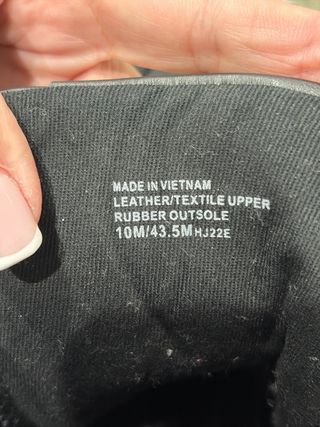 MADE IN VIETNAM
LEATHER/TEXTILE UPPER
RUBBER OUTSOLE
10M/43.5M HJ22E